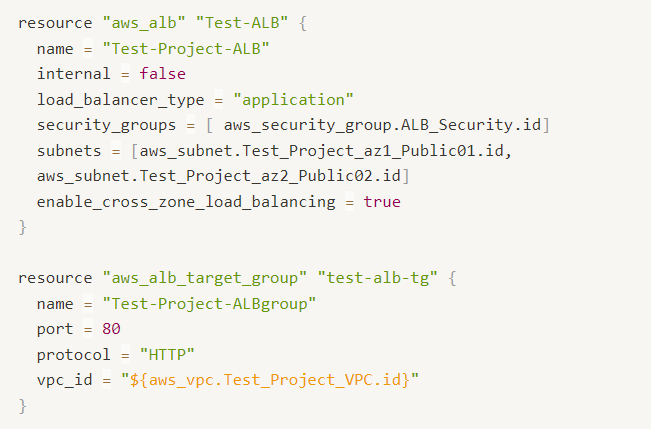 resource "aws_alb" "Test-ALB" {
  name = "Test-Project-ALB"
  internal = false
  load_balancer_type = "application"
  security_groups = [ aws_security_group.ALB_Security.id]
  subnets = [aws_subnet.Test_Project_az1_Public01.id,
  aws_subnet.Test_Project_az2_Public02.id]
  enable_cross_zone_load_balancing = true
}

resource "aws_alb_target_group" "test-alb-tg" {
  name = "Test-Project-ALBgroup"
  port = 80
  protocol = "HTTP"
  vpc_id = "${aws_vpc.Test_Project_VPC.id}"
}